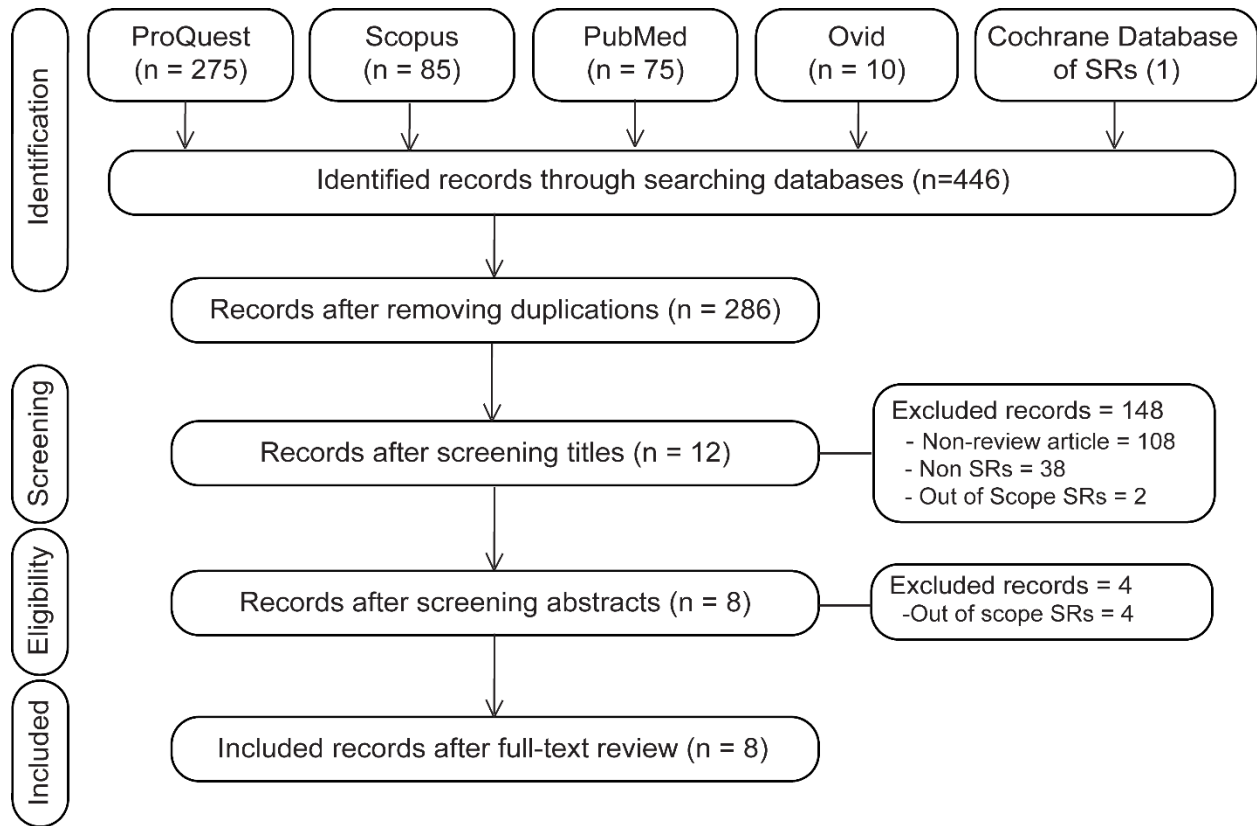 Identification
ProQuest
(n = 275)
Scopus
(n = 85)
PubMed
(n = 75)
Ovid
(n = 10)
Cochrane Database
of SRs (1)
Identified records through searching databases (n=446)
Records after removing duplications (n = 286)
Screening
Records after screening titles (n = 12)
Excluded records = 148
- Non-review article = 108
- Non SRs = 38
- Out of Scope SRs = 2
Eligibility
Records after screening abstracts (n = 8)
Excluded records = 4
-Out of scope SRs = 4
Included
Included records after full-text review (n = 8)